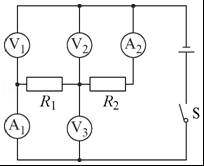 V₁ V₂ A₂
R₁ R₂ S
A₁ V₃